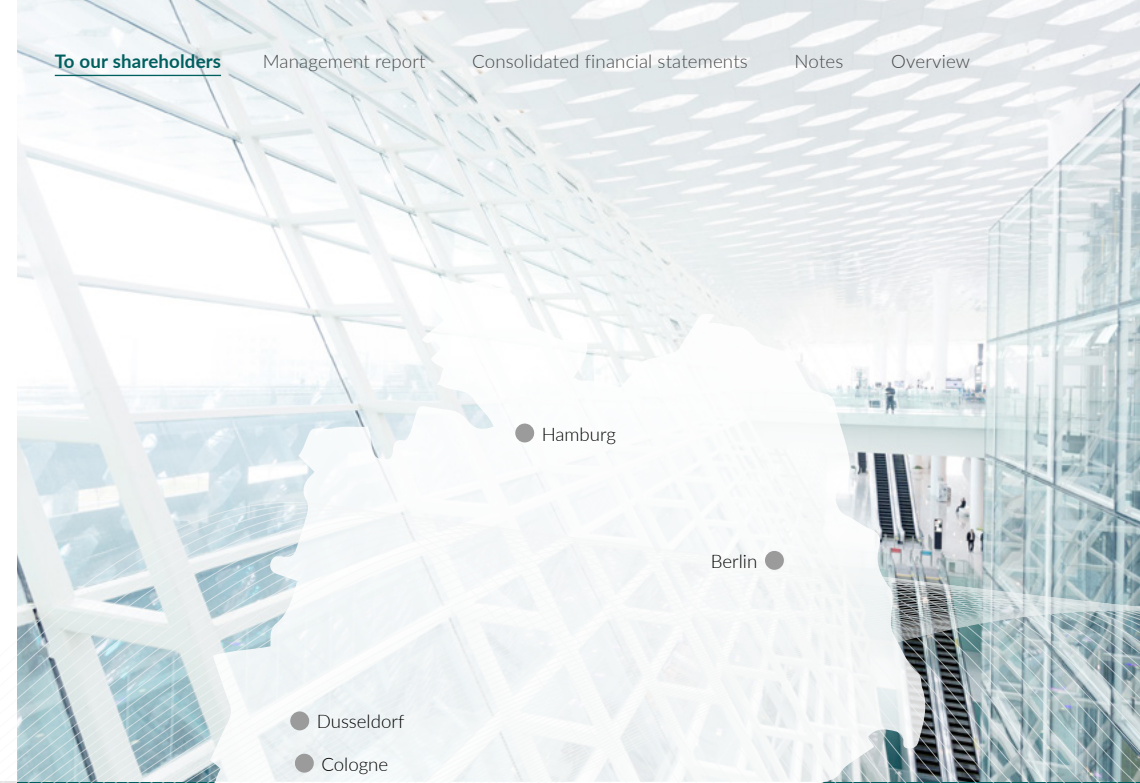 To our shareholders Management report Consolidated financial statements Notes Overview
Hamburg
Berlin
Dusseldorf
Cologne